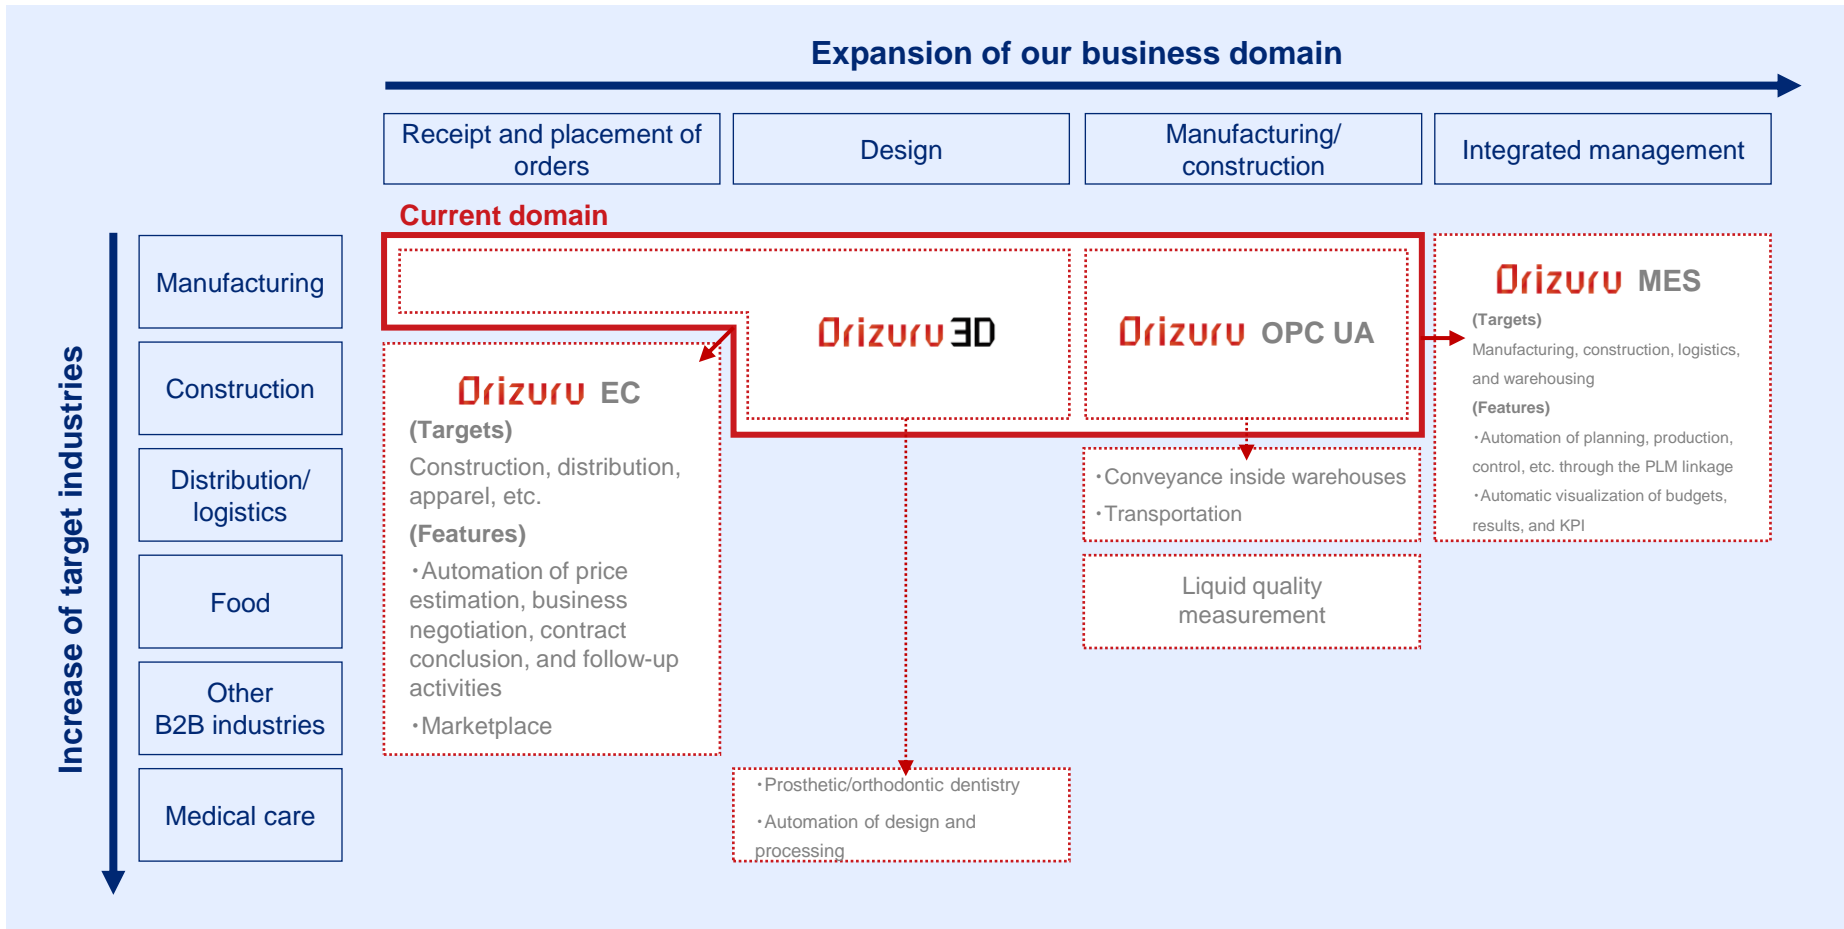 Expansion of our business domain
Receipt and placement of
orders
Design
Manufacturing/
construction
Integrated management
Current domain
Increase of target industries
Manufacturing
Construction
Distribution/
logistics
Food
Other
B2B industries
Medical care
Orizuru 3D
Orizuru OPC UA
Orizuru EC
(Targets)
Construction, distribution,
apparel, etc.
(Features)
・Automation of price
estimation, business
negotiation, contract
conclusion, and follow-up
activities
・Marketplace
・Prosthetic/orthodontic dentistry
・Automation of design and
processing
・Conveyance inside warehouses
・Transportation
Liquid quality
measurement
Orizuru MES
(Targets)
Manufacturing, construction, logistics,
and warehousing
(Features)
・Automation of planning, production,
control, etc. through the PLM linkage
・Automatic visualization of budgets,
results, and KPI